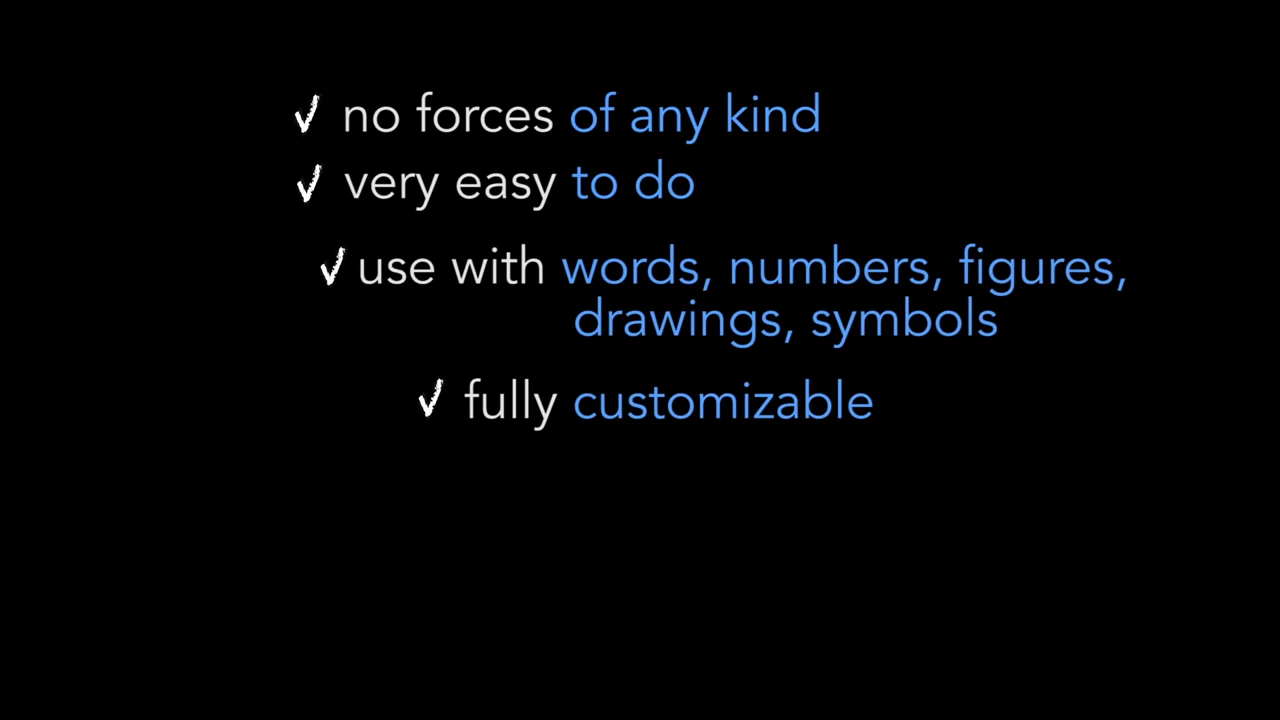 ✓ no forces of any kind
✓ very easy to do
✓ use with words, numbers, figures,
drawings, symbols
✓ fully customizable